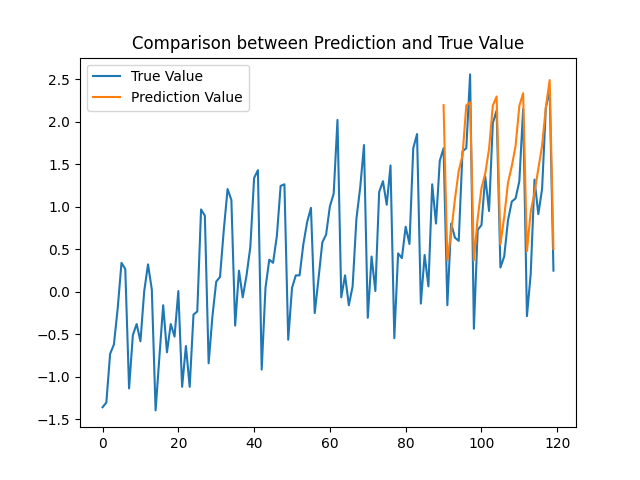 Comparison between Prediction and True Value
True Value
Prediction Value
2.5
2.0
1.5
1.0
0.5
0.0
−0.5
−1.0
−1.5
0 20 40 60 80 100 120